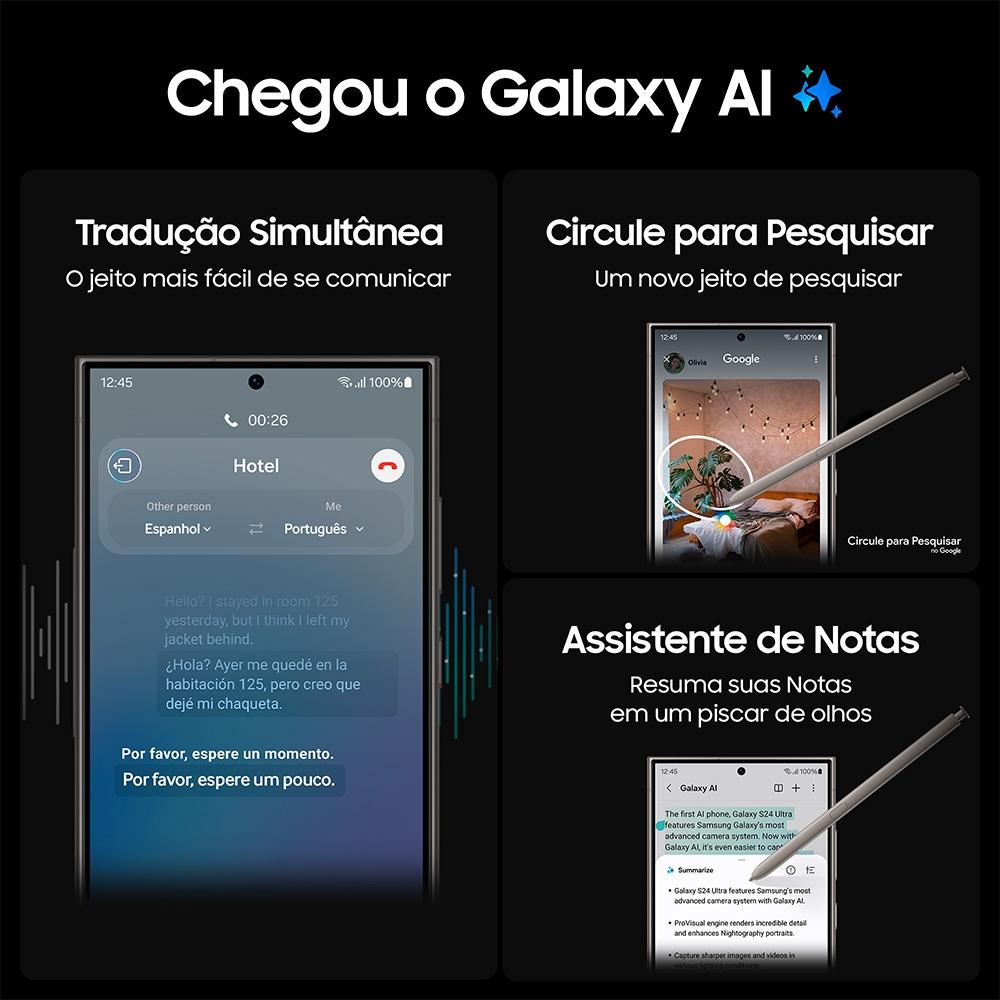 Chegou o Galaxy AI
Tradução Simultânea
O jeito mais fácil de se comunicar
12:45
100%
00:26
Hotel
Other person
Me
Espanhol
Português
Hello? I stayed in room 125
yesterday, but I think I left my
jacket behind.
¿Hola? Ayer me quedé en la
habitación 125, pero creo que
dejé mi chaqueta.
Por favor, espere un momento.
Por favor, espere um pouco.
Circule para Pesquisar
Um novo jeito de pesquisar
12:45
100%
Olivia
Google
Circule para Pesquisar
no Google
Assistente de Notas
Resuma suas Notas
em um piscar de olhos
12:45
100%
Galaxy AI
The first AI phone, Galaxy S24 Ultra
features Samsung Galaxy's most
advanced camera system. Now with
Galaxy AI, it's even easier to
Summarize
• Galaxy S24 Ultra features Samsung's most
advanced camera system with Galaxy AI.
• ProVisual engine renders incredible detail
and enhances Nightography portraits.
• Capture sharper images and videos in
various lighting conditions.